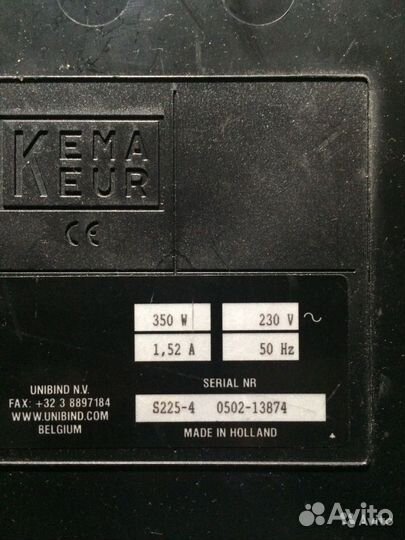 KEMA
EUR
CE
350 W
230 V ~
1,52 A
50 Hz
SERIAL NR
UNIBIND N.V.
FAX: +32 3 8897184
WWW.UNIBIND.COM
BELGIUM
S225-4 0502-13874
MADE IN HOLLAND
Avito
Avito